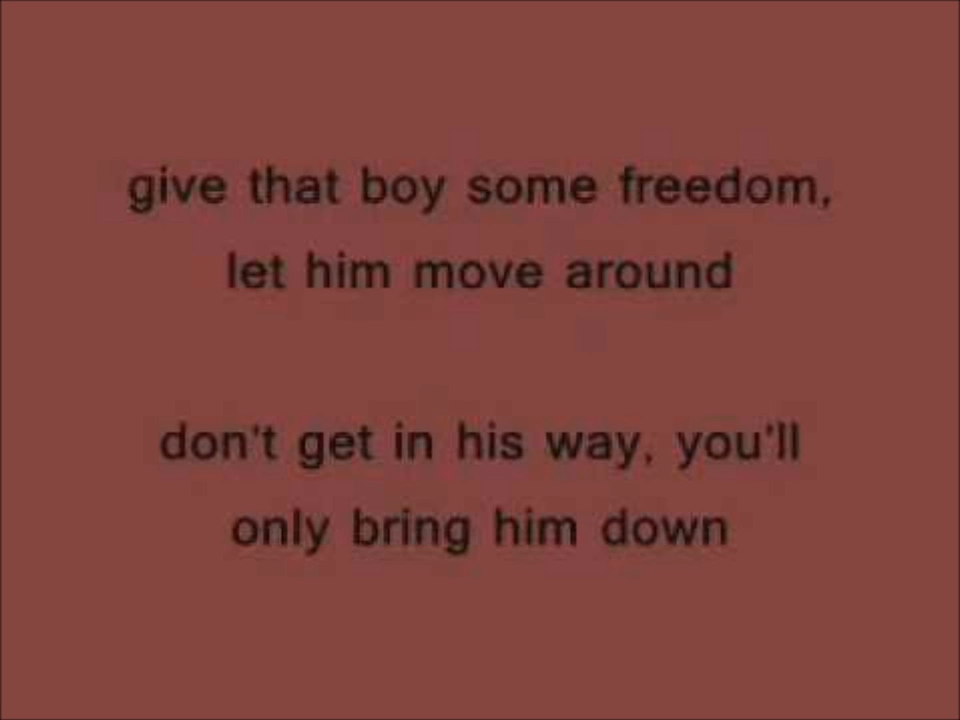 give that boy some freedom,
let him move around
don't get in his way, you'll
only bring him down